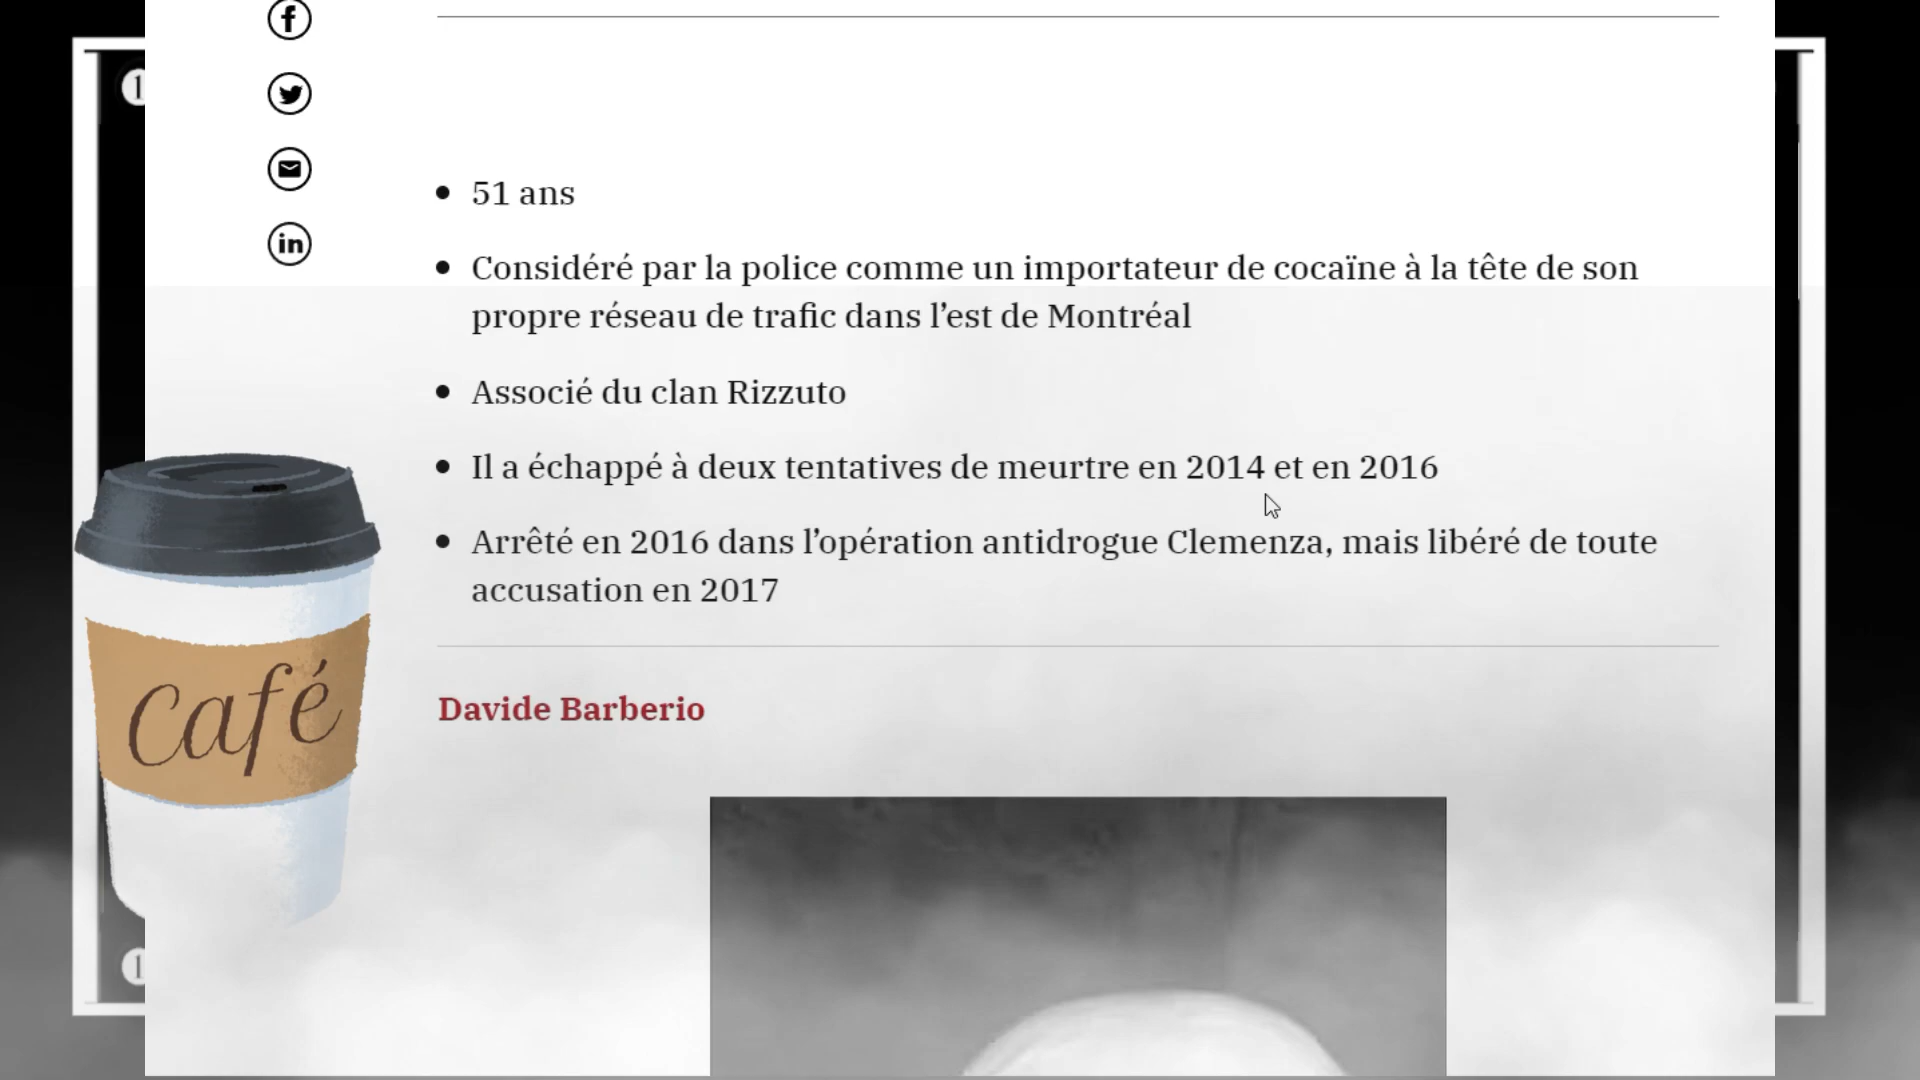 51 ans
Considéré par la police comme un importateur de cocaïne à la tête de son
propre réseau de trafic dans l’est de Montréal
Associé du clan Rizzuto
Il a échappé à deux tentatives de meurtre en 2014 et en 2016
Arrêté en 2016 dans l’opération antidrogue Clemenza, mais libéré de toute
accusation en 2017
Café
Davide Barberio